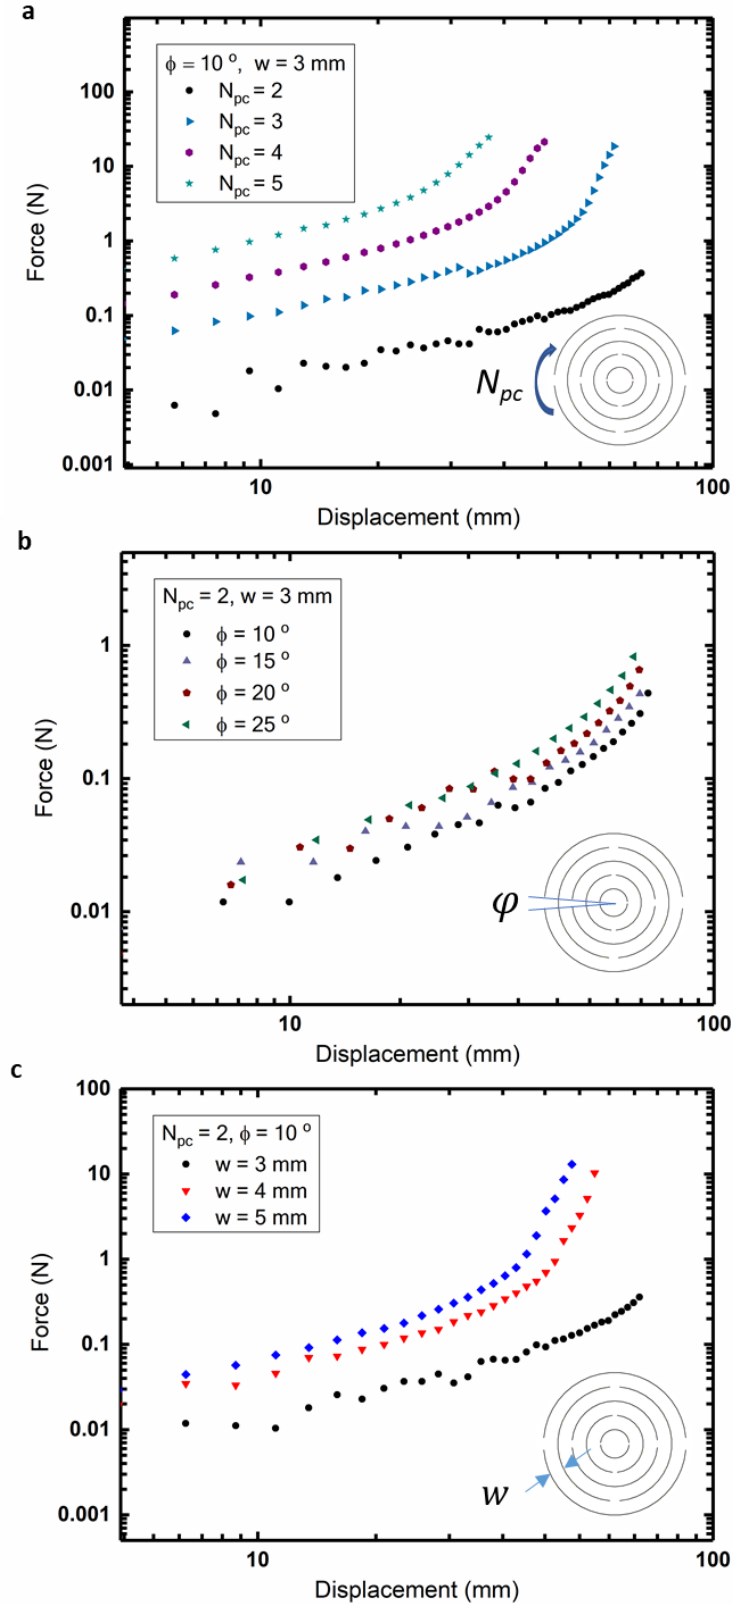 a
ϕ = 10 °, w = 3 mm
N_pc = 2
N_pc = 3
N_pc = 4
N_pc = 5
100
10
1
0.1
0.01
0.001
Force (N)
N_pc
10
100
Displacement (mm)
b
N_pc = 2, w = 3 mm
ϕ = 10 °
ϕ = 15 °
ϕ = 20 °
ϕ = 25 °
1
0.1
0.01
Force (N)
φ
10
100
Displacement (mm)
c
N_pc = 2, ϕ = 10 °
w = 3 mm
w = 4 mm
w = 5 mm
100
10
1
0.1
0.01
0.001
Force (N)
w
10
100
Displacement (mm)